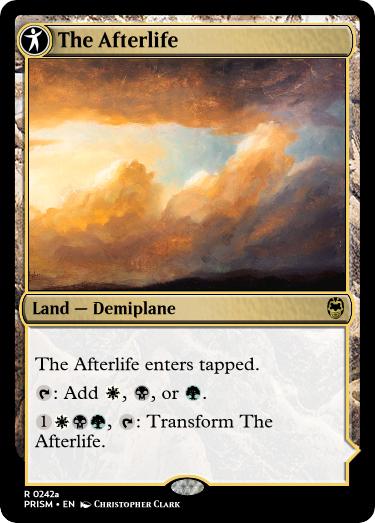 The Afterlife
Land — Demiplane
The Afterlife enters tapped.
: Add , , or .
1 , : Transform The
Afterlife.
R 0242a
PRISM • EN Christopher Clark